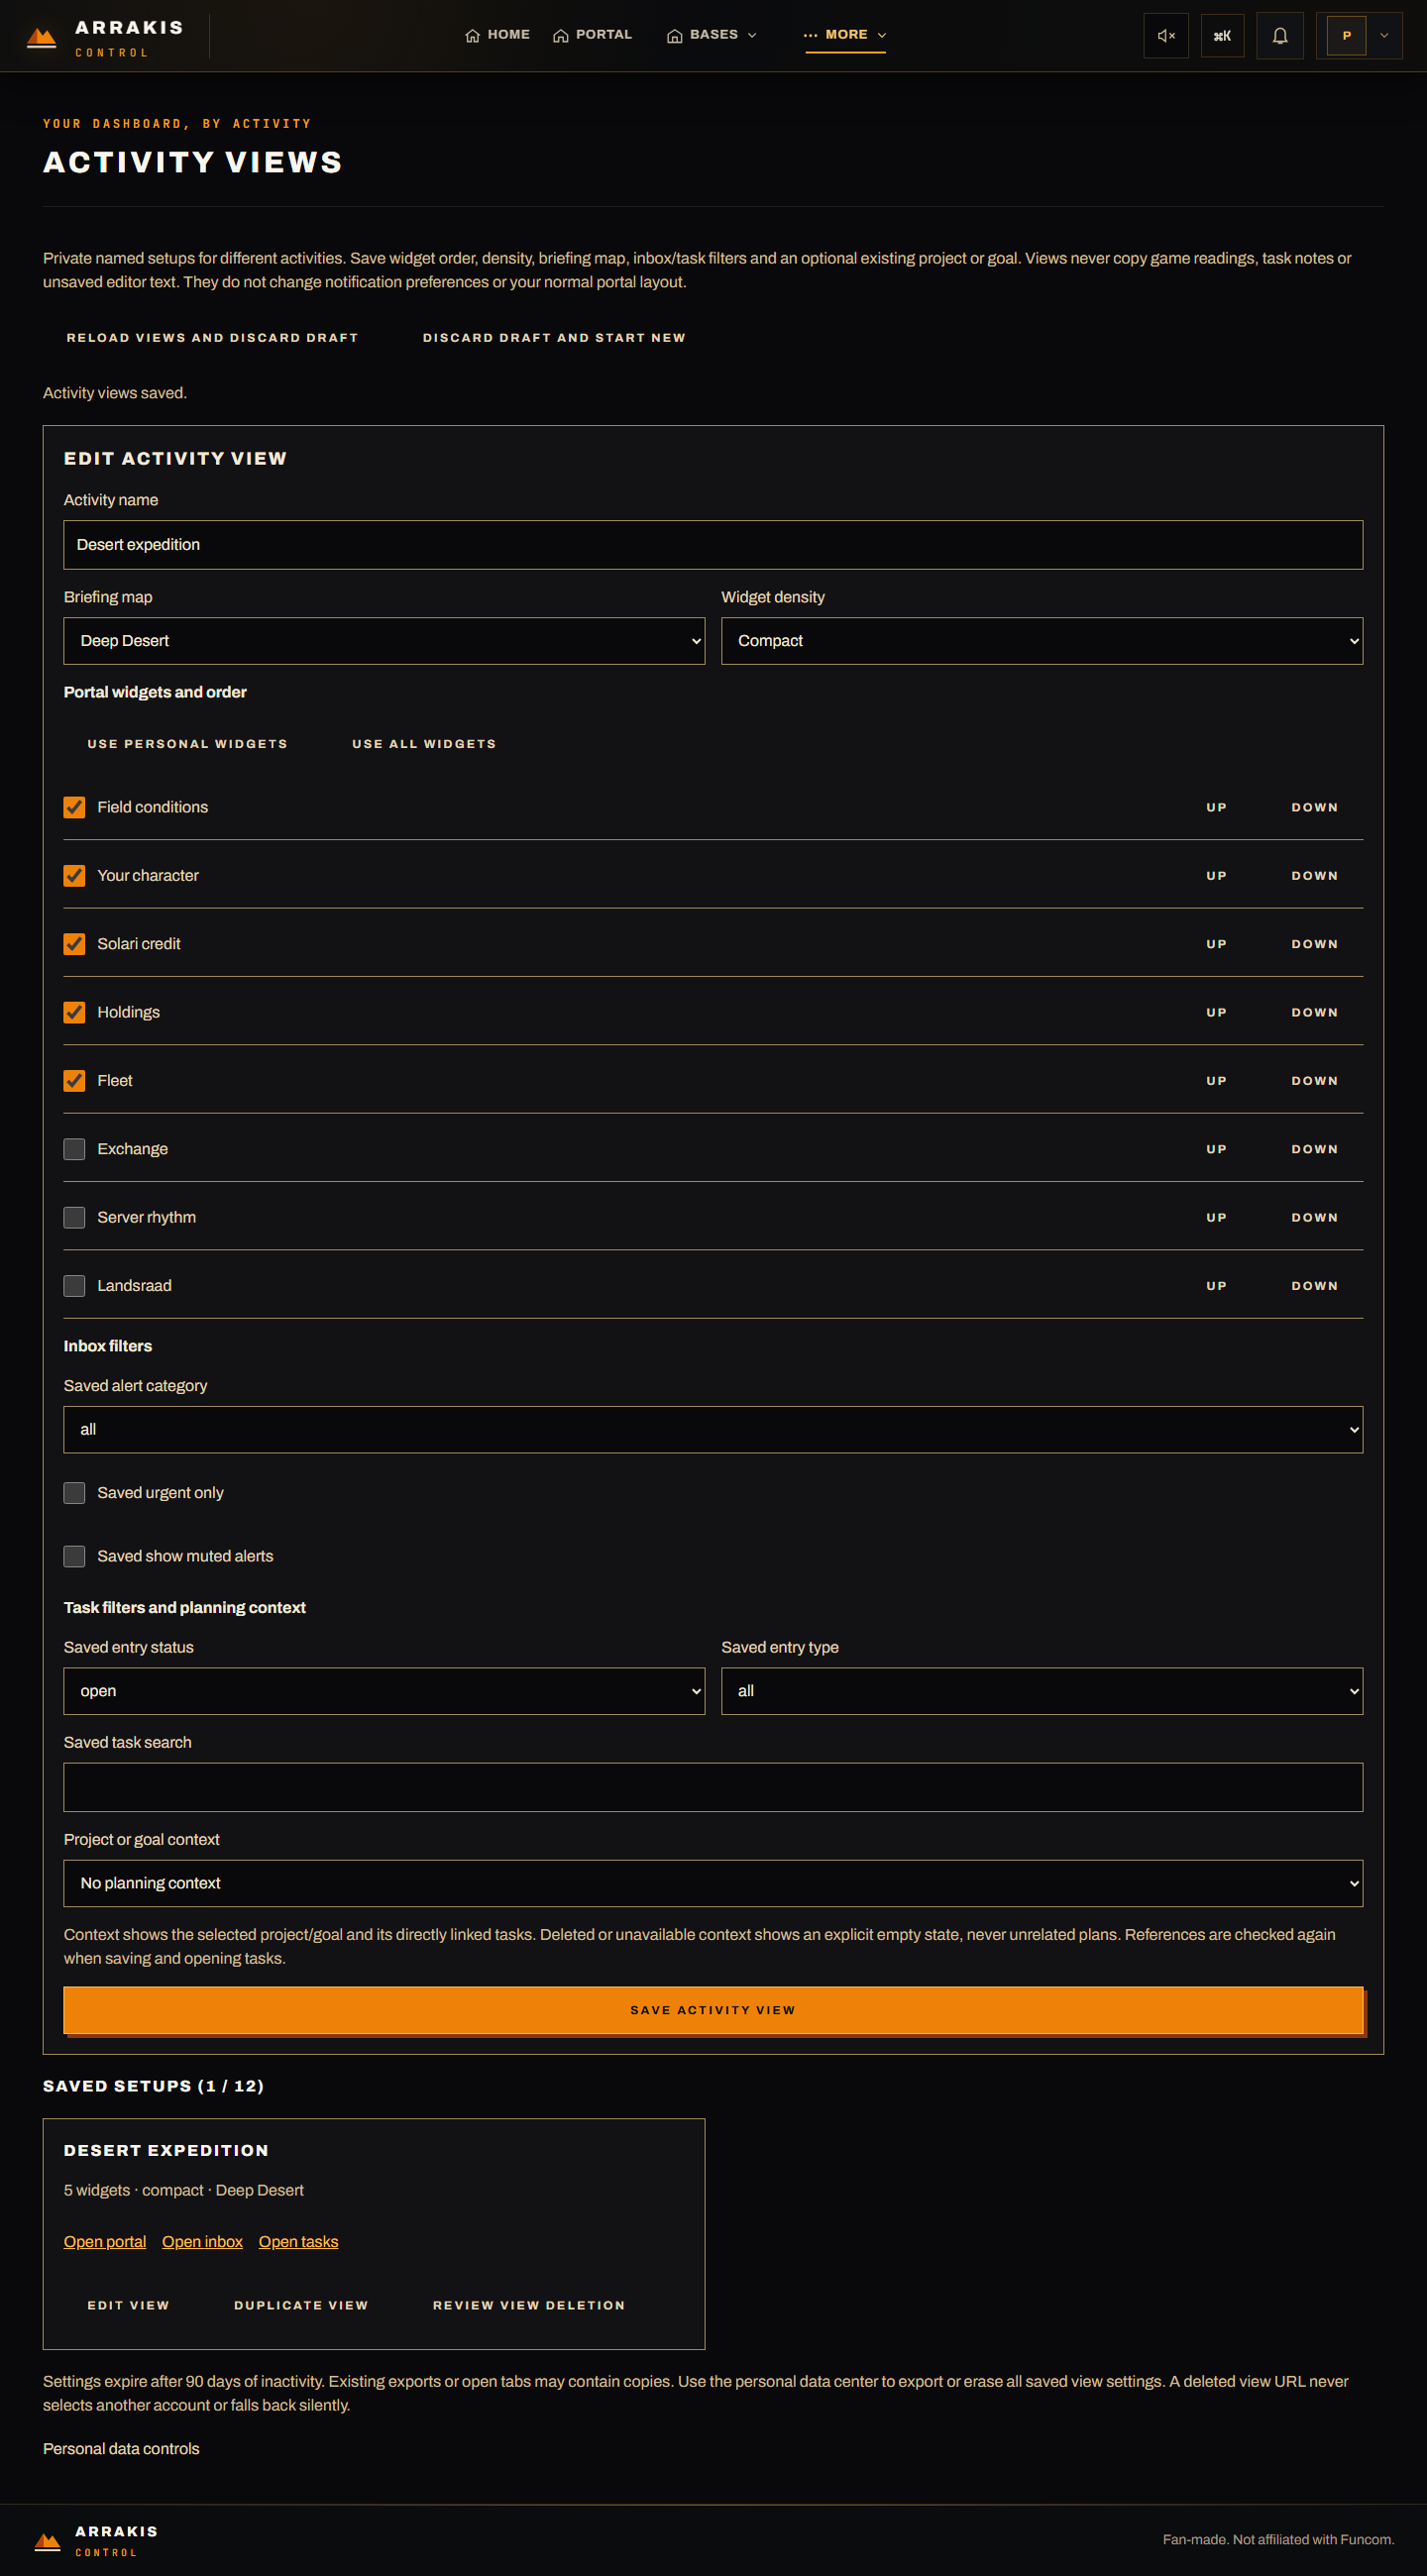 ARRAKIS
CONTROL
HOME
PORTAL
BASES
MORE
⌘K
P
YOUR DASHBOARD, BY ACTIVITY
ACTIVITY VIEWS
Private named setups for different activities. Save widget order, density, briefing map, inbox/task filters and an optional existing project or goal. Views never copy game readings, task notes or
unsaved editor text. They do not change notification preferences or your normal portal layout.
RELOAD VIEWS AND DISCARD DRAFT
DISCARD DRAFT AND START NEW
Activity views saved.
EDIT ACTIVITY VIEW
Activity name
Desert expedition
Briefing map
Widget density
Deep Desert
Compact
Portal widgets and order
USE PERSONAL WIDGETS
USE ALL WIDGETS
Field conditions
UP
DOWN
Your character
UP
DOWN
Solari credit
UP
DOWN
Holdings
UP
DOWN
Fleet
UP
DOWN
Exchange
UP
DOWN
Server rhythm
UP
DOWN
Landsraad
UP
DOWN
Inbox filters
Saved alert category
all
Saved urgent only
Saved show muted alerts
Task filters and planning context
Saved entry status
Saved entry type
open
all
Saved task search
Project or goal context
No planning context
Context shows the selected project/goal and its directly linked tasks. Deleted or unavailable context shows an explicit empty state, never unrelated plans. References are checked again
when saving and opening tasks.
SAVE ACTIVITY VIEW
SAVED SETUPS (1 / 12)
DESERT EXPEDITION
5 widgets · compact · Deep Desert
Open portal
Open inbox
Open tasks
EDIT VIEW
DUPLICATE VIEW
REVIEW VIEW DELETION
Settings expire after 90 days of inactivity. Existing exports or open tabs may contain copies. Use the personal data center to export or erase all saved view settings. A deleted view URL never
selects another account or falls back silently.
Personal data controls
ARRAKIS
CONTROL
Fan-made. Not affiliated with Funcom.